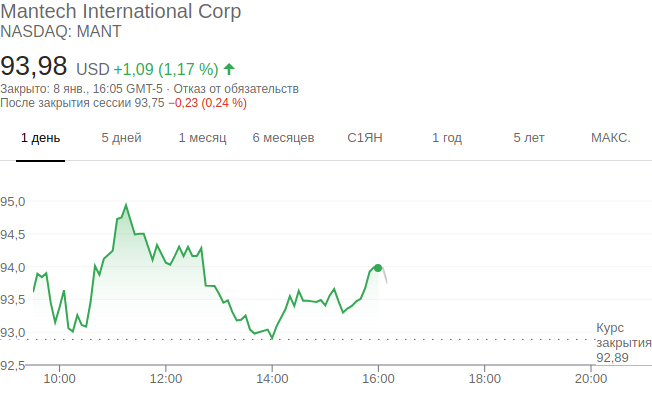 Mantech International Corp
NASDAQ: MANT
93,98 USD +1,09 (1,17 %)
Закрыто: 8 янв., 16:05 GMT-5 · Отказ от обязательств
После закрытия сессии 93,75 −0,23 (0,24 %)
1 день 5 дней 1 месяц 6 месяцев С1ЯН 1 год 5 лет МАКС.
95,0
94,5
94,0
93,5
93,0
Курс
закрытия
92,89
92,5
10:00 12:00 14:00 16:00 18:00 20:00